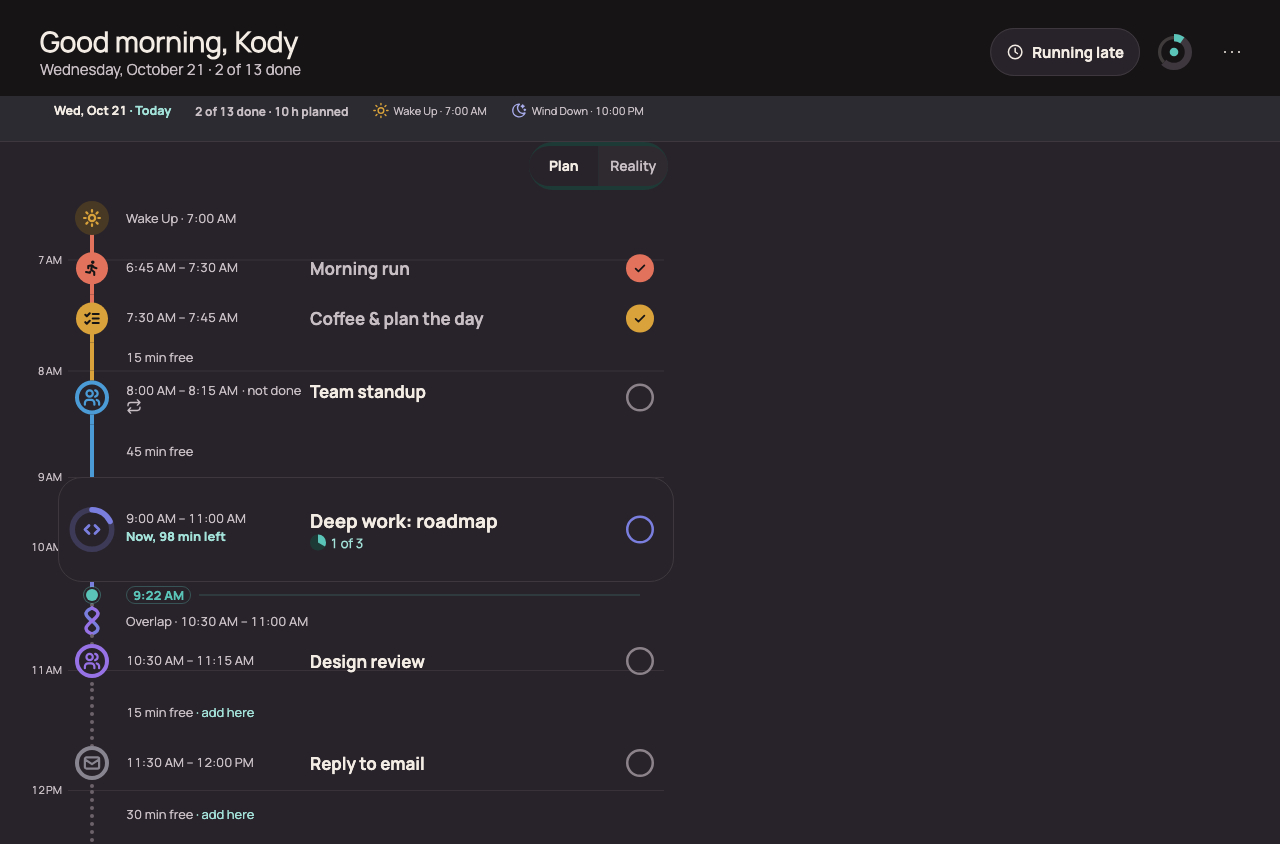 Good morning, Kody
Wednesday, October 21 · 2 of 13 done
Running late
Wed, Oct 21 · Today
2 of 13 done · 10 h planned
Wake Up · 7:00 AM
Wind Down · 10:00 PM
Plan
Reality
Wake Up · 7:00 AM
7 AM
6:45 AM – 7:30 AM
Morning run
7:30 AM – 7:45 AM
Coffee & plan the day
15 min free
8 AM
8:00 AM – 8:15 AM · not done
Team standup
45 min free
9 AM
9:00 AM – 11:00 AM
Deep work: roadmap
Now, 98 min left
1 of 3
10AM
9:22 AM
Overlap · 10:30 AM – 11:00 AM
10:30 AM – 11:15 AM
Design review
11 AM
15 min free · add here
11:30 AM – 12:00 PM
Reply to email
12PM
30 min free · add here